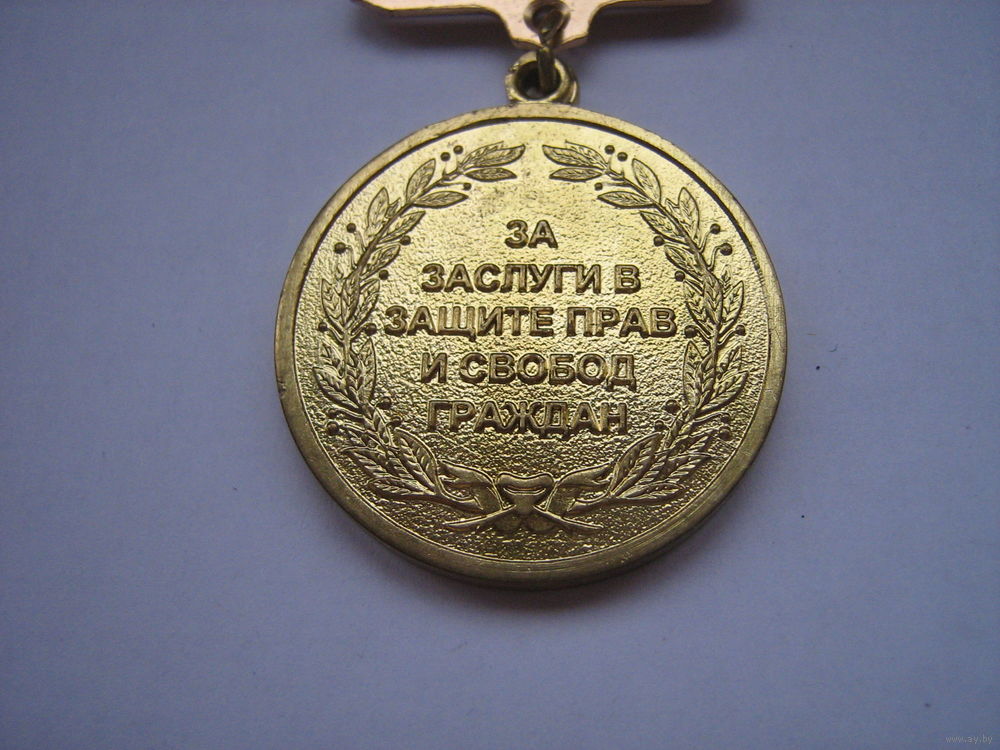 ЗА
ЗАСЛУГИ В
ЗАЩИТЕ ПРАВ
И СВОБОД
ГРАЖДАН
www.ay.by